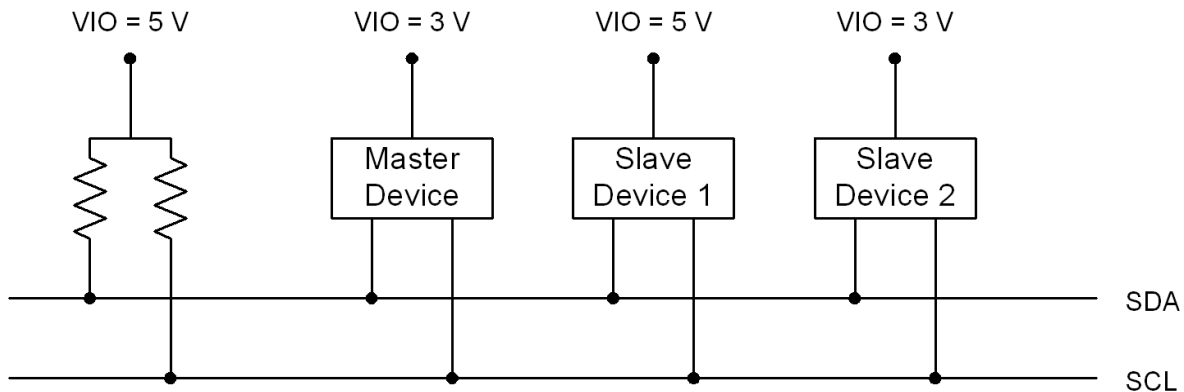 VIO = 5 V
VIO = 3 V
VIO = 5 V
VIO = 3 V
Master
Device
Slave
Device 1
Slave
Device 2
SDA
SCL